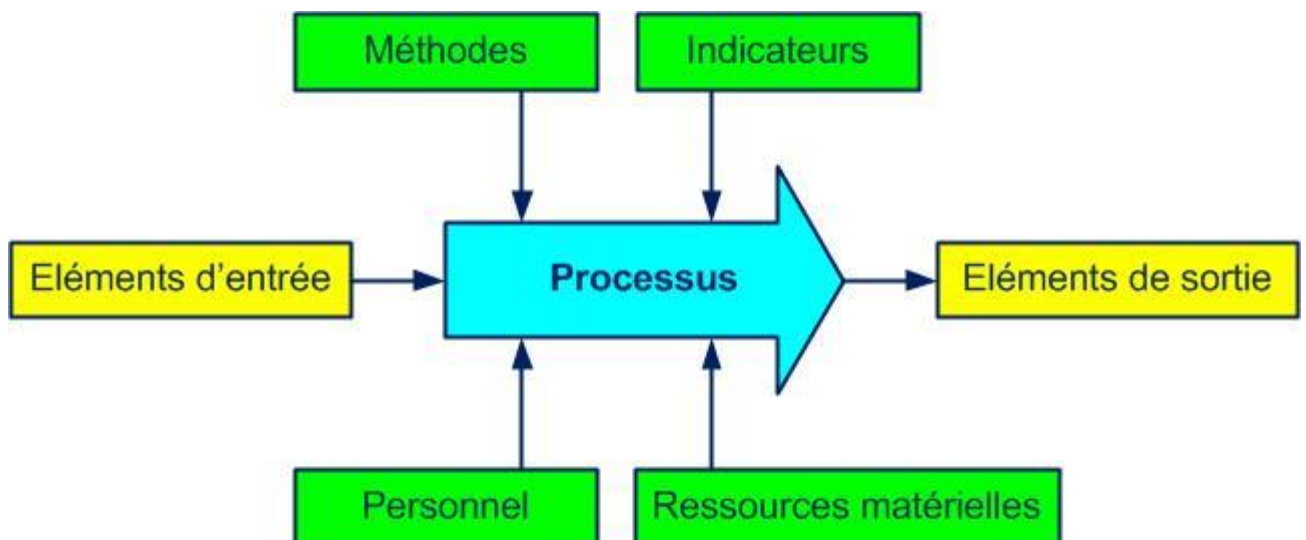 Méthodes
Indicateurs
Eléments d'entrée
Processus
Eléments de sortie
Personnel
Ressources matérielles